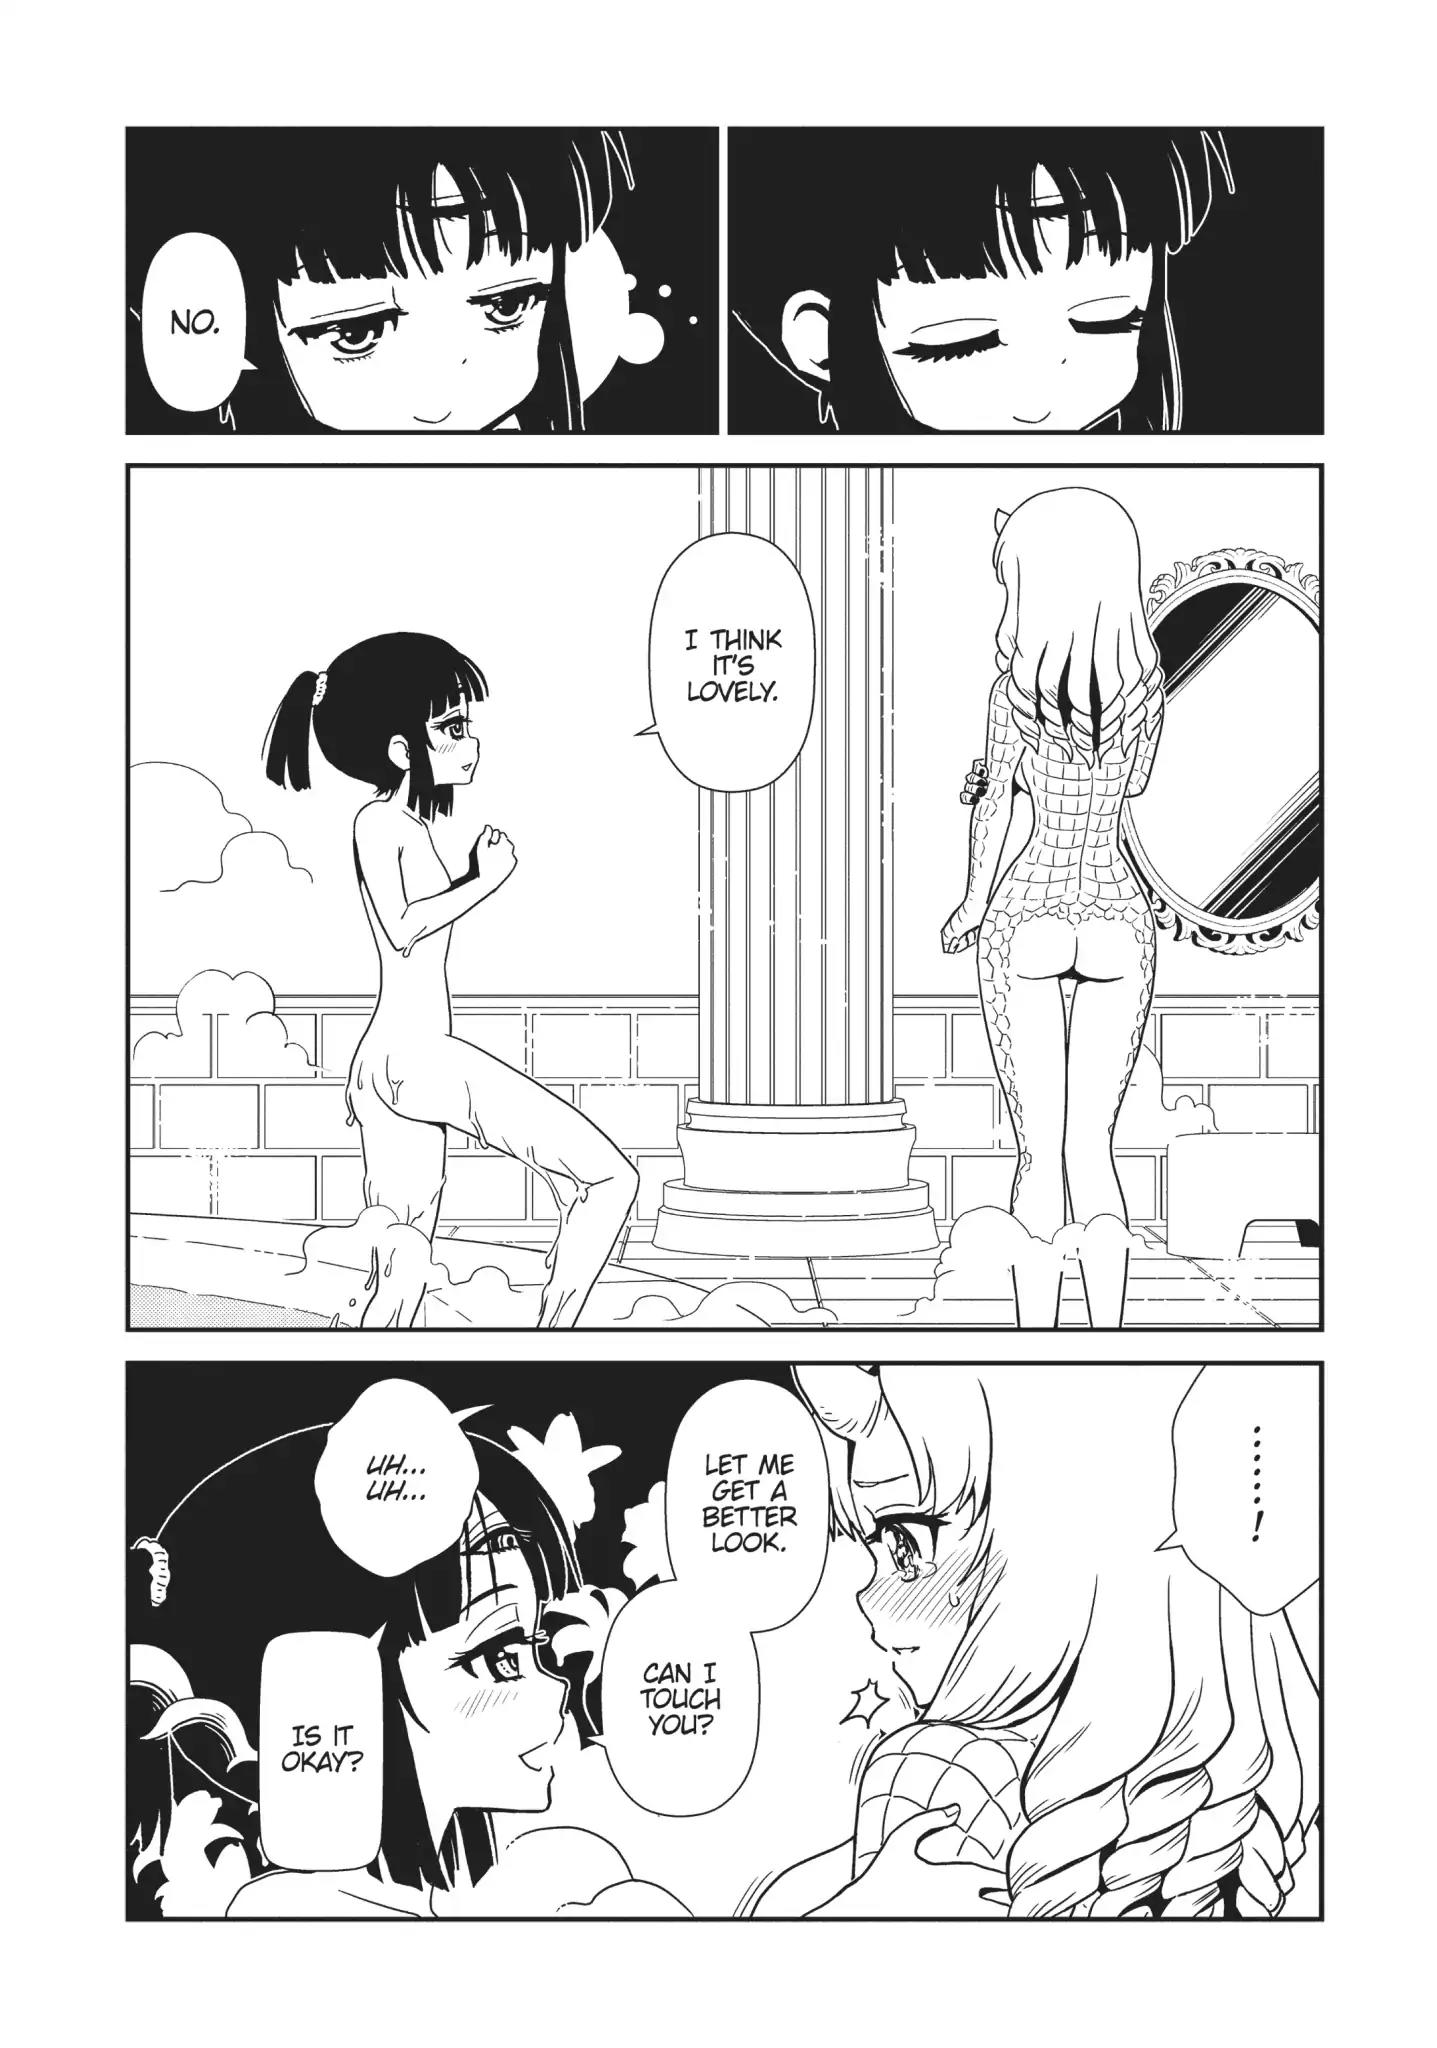 NO.
I THINK
IT'S
LOVELY.
.......!
LET ME
GET A
BETTER
LOOK.
CAN I
TOUCH
YOU?
UH...
UH...
IS IT
OKAY?